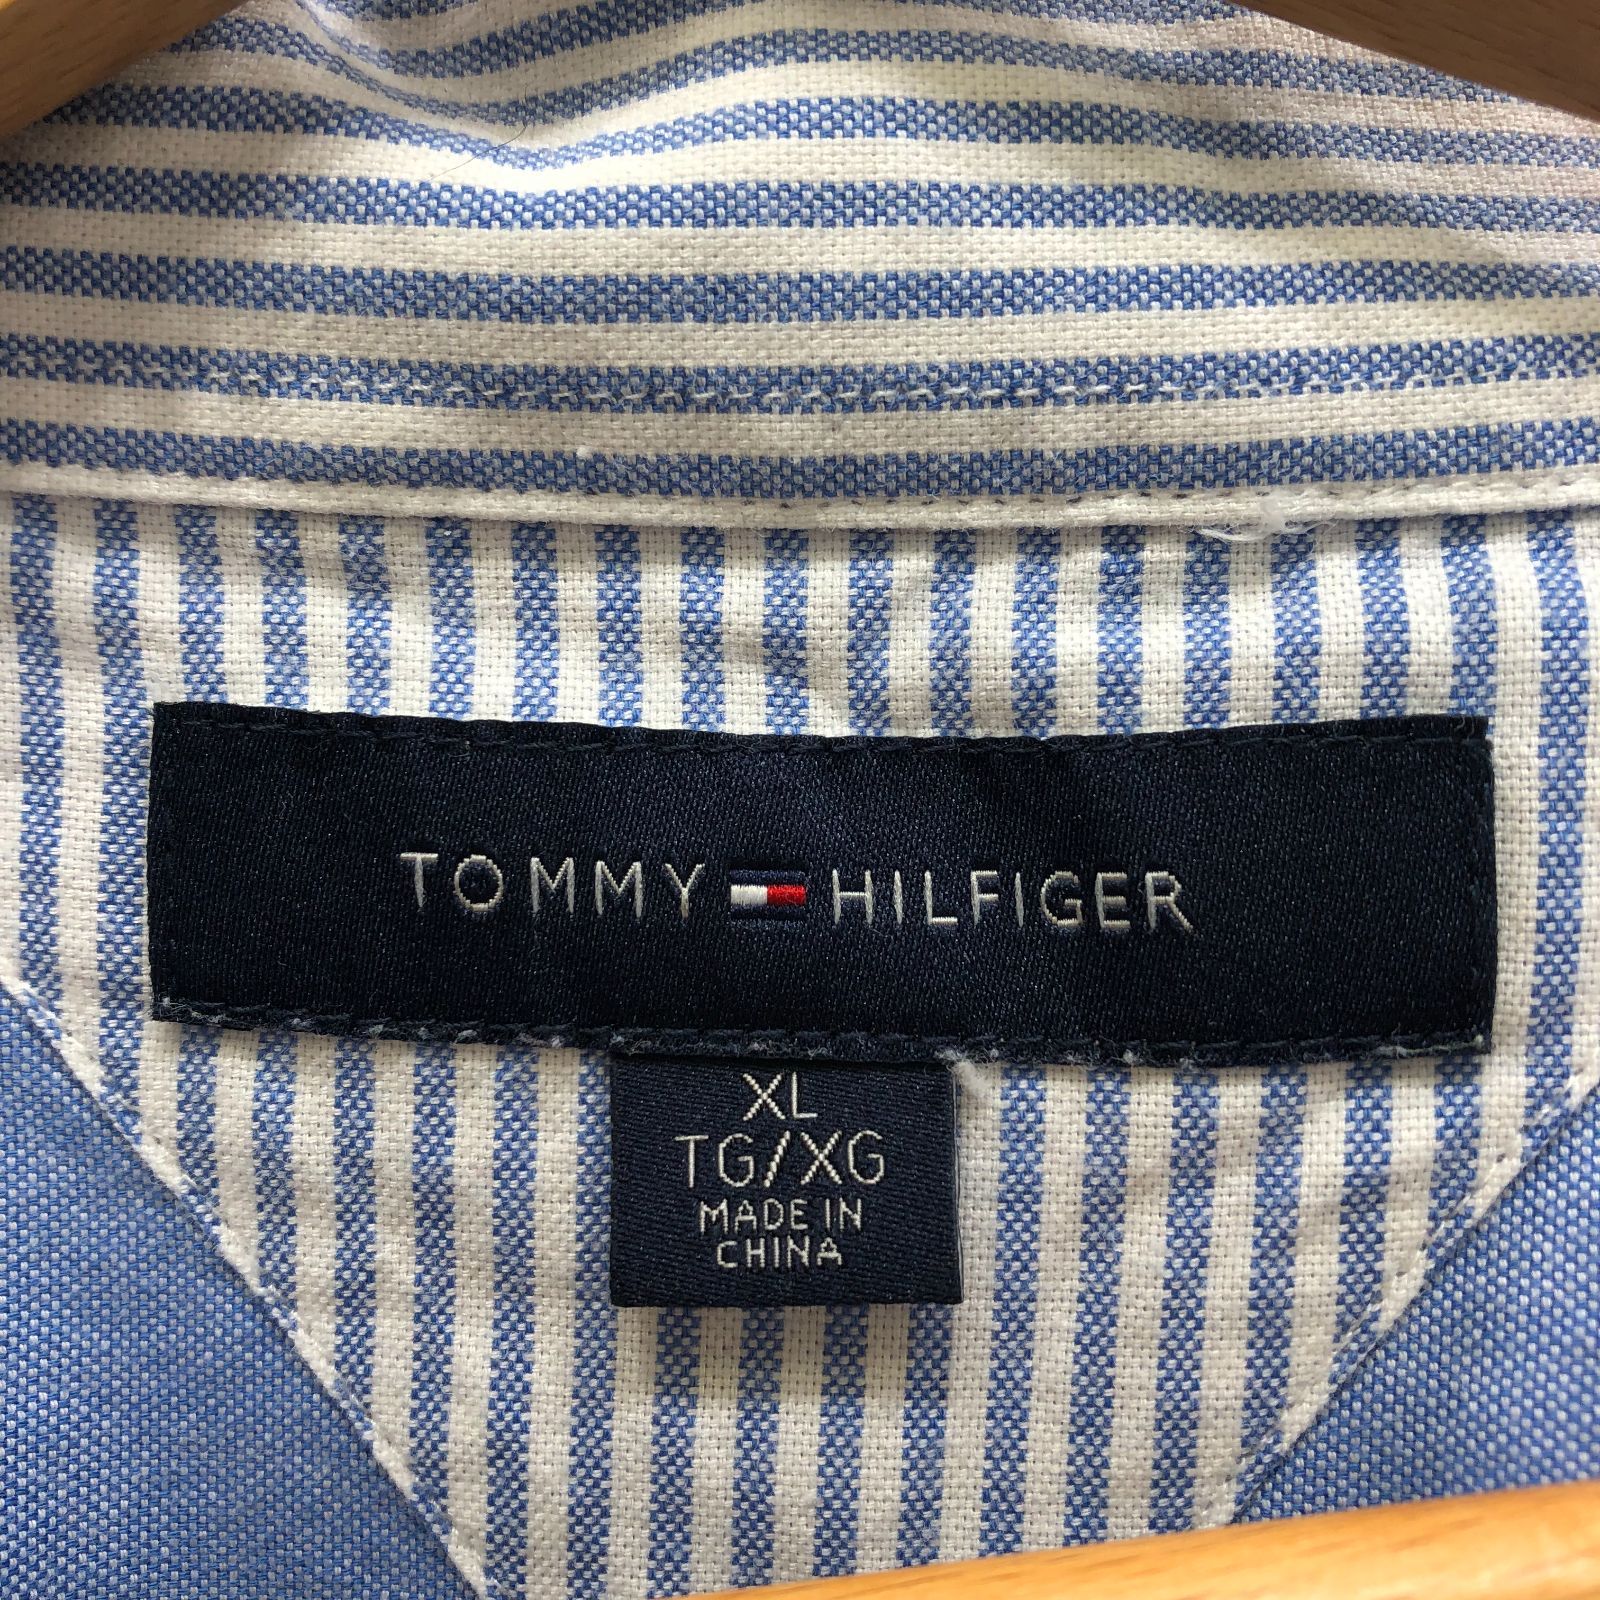 TOMMY HILFIGER
XL
TG/XG
MADE IN
CHINA